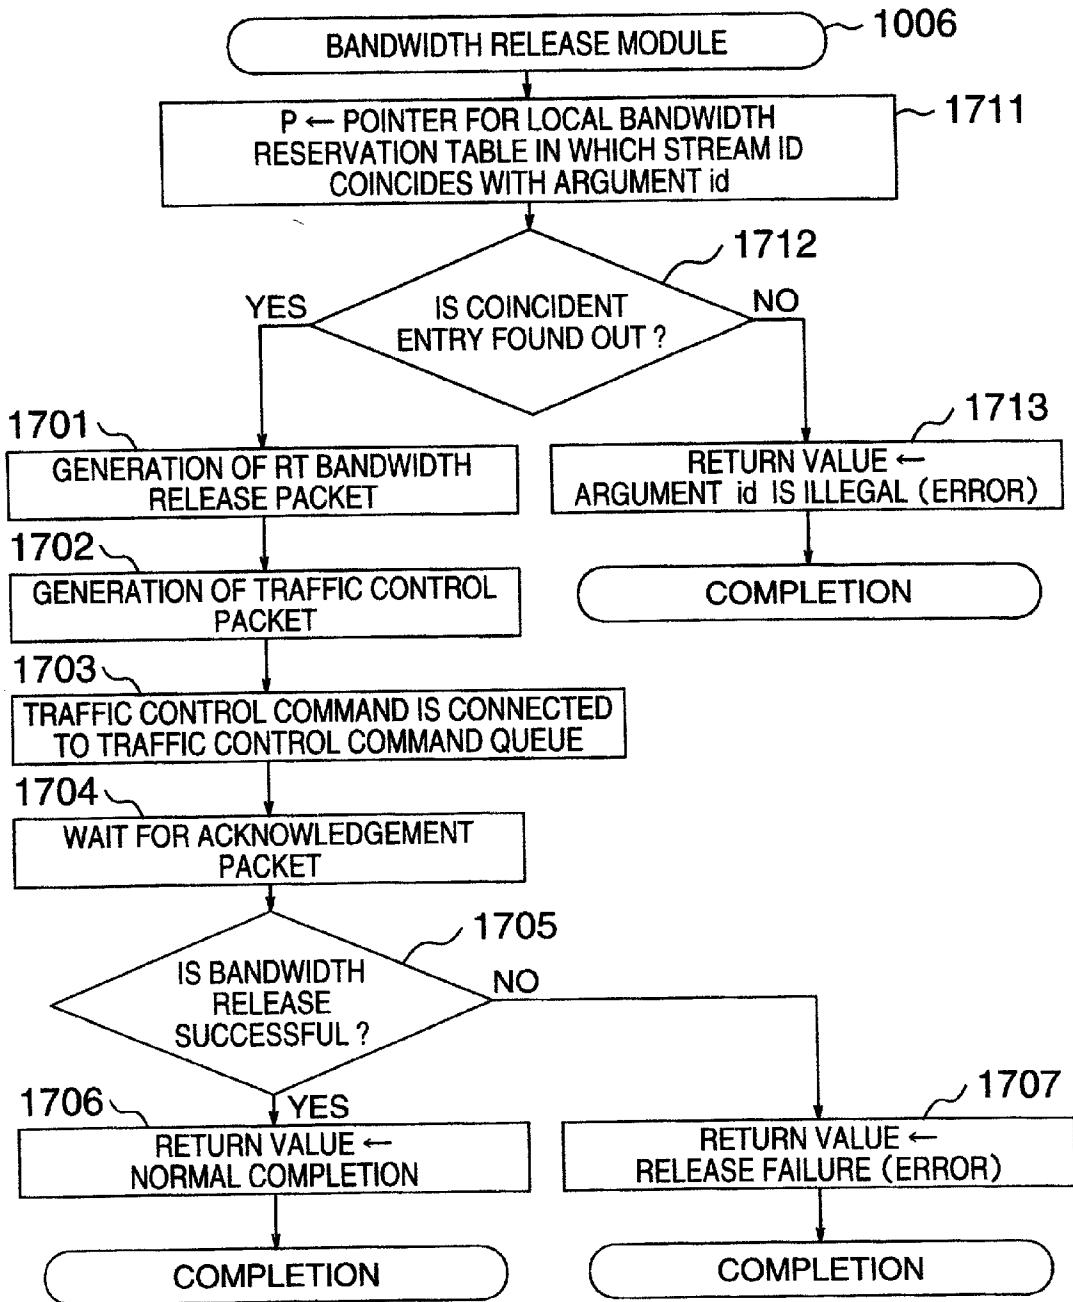 BANDWIDTH RELEASE MODULE
1006
P ← POINTER FOR LOCAL BANDWIDTH
RESERVATION TABLE IN WHICH STREAM ID
COINCIDES WITH ARGUMENT id
1711
1712
IS COINCIDENT
ENTRY FOUND OUT ?
YES
NO
1701
GENERATION OF RT BANDWIDTH
RELEASE PACKET
1713
RETURN VALUE ←
ARGUMENT id IS ILLEGAL (ERROR)
COMPLETION
1702
GENERATION OF TRAFFIC CONTROL
PACKET
1703
TRAFFIC CONTROL COMMAND IS CONNECTED
TO TRAFFIC CONTROL COMMAND QUEUE
1704
WAIT FOR ACKNOWLEDGEMENT
PACKET
1705
IS BANDWIDTH
RELEASE
SUCCESSFUL ?
NO
YES
1706
RETURN VALUE ←
NORMAL COMPLETION
COMPLETION
1707
RETURN VALUE ←
RELEASE FAILURE (ERROR)
COMPLETION